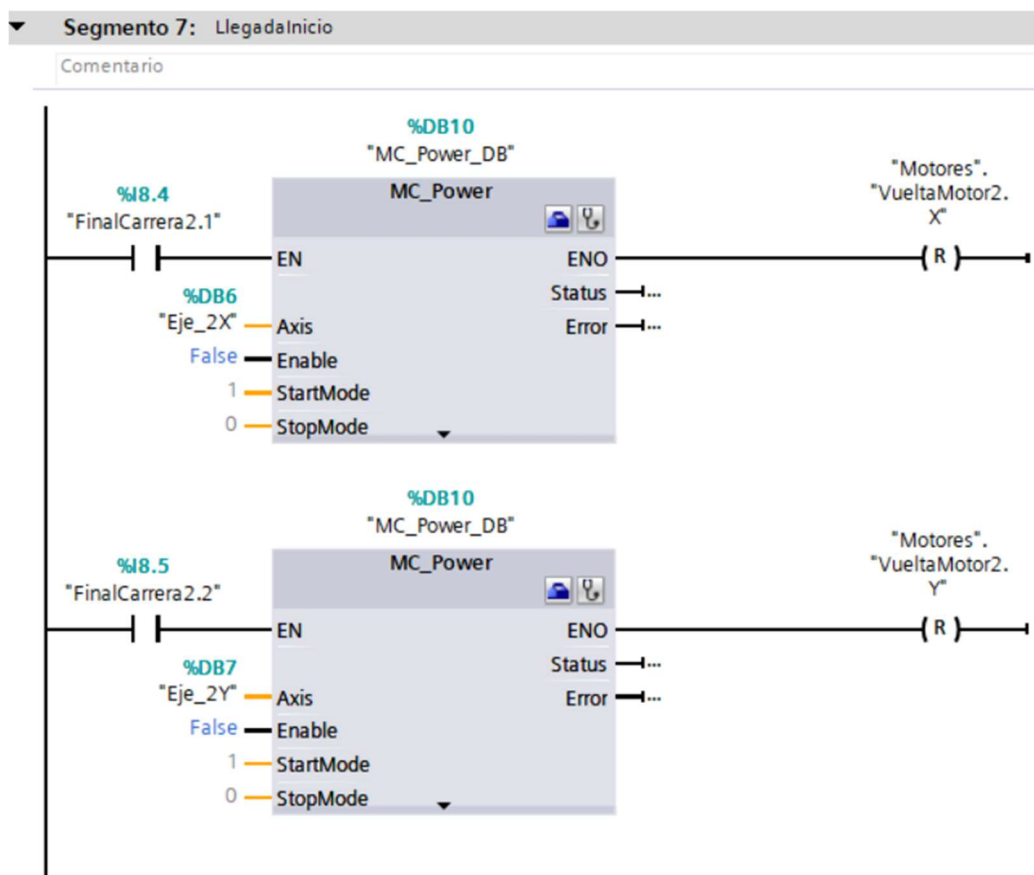 Segmento 7: LlegadaInicio
Comentario
%DB10
"MC_Power_DB"
MC_Power
%I8.4
"FinalCarrera2.1"
"Motores".
"VueltaMotor2.
X"
EN
ENO
( R )
%DB6
"Eje_2X"
Axis
Status
...
False
Enable
Error
...
1
StartMode
0
StopMode
%DB10
"MC_Power_DB"
MC_Power
%I8.5
"FinalCarrera2.2"
"Motores".
"VueltaMotor2.
Y"
EN
ENO
( R )
%DB7
"Eje_2Y"
Axis
Status
...
False
Enable
Error
...
1
StartMode
0
StopMode